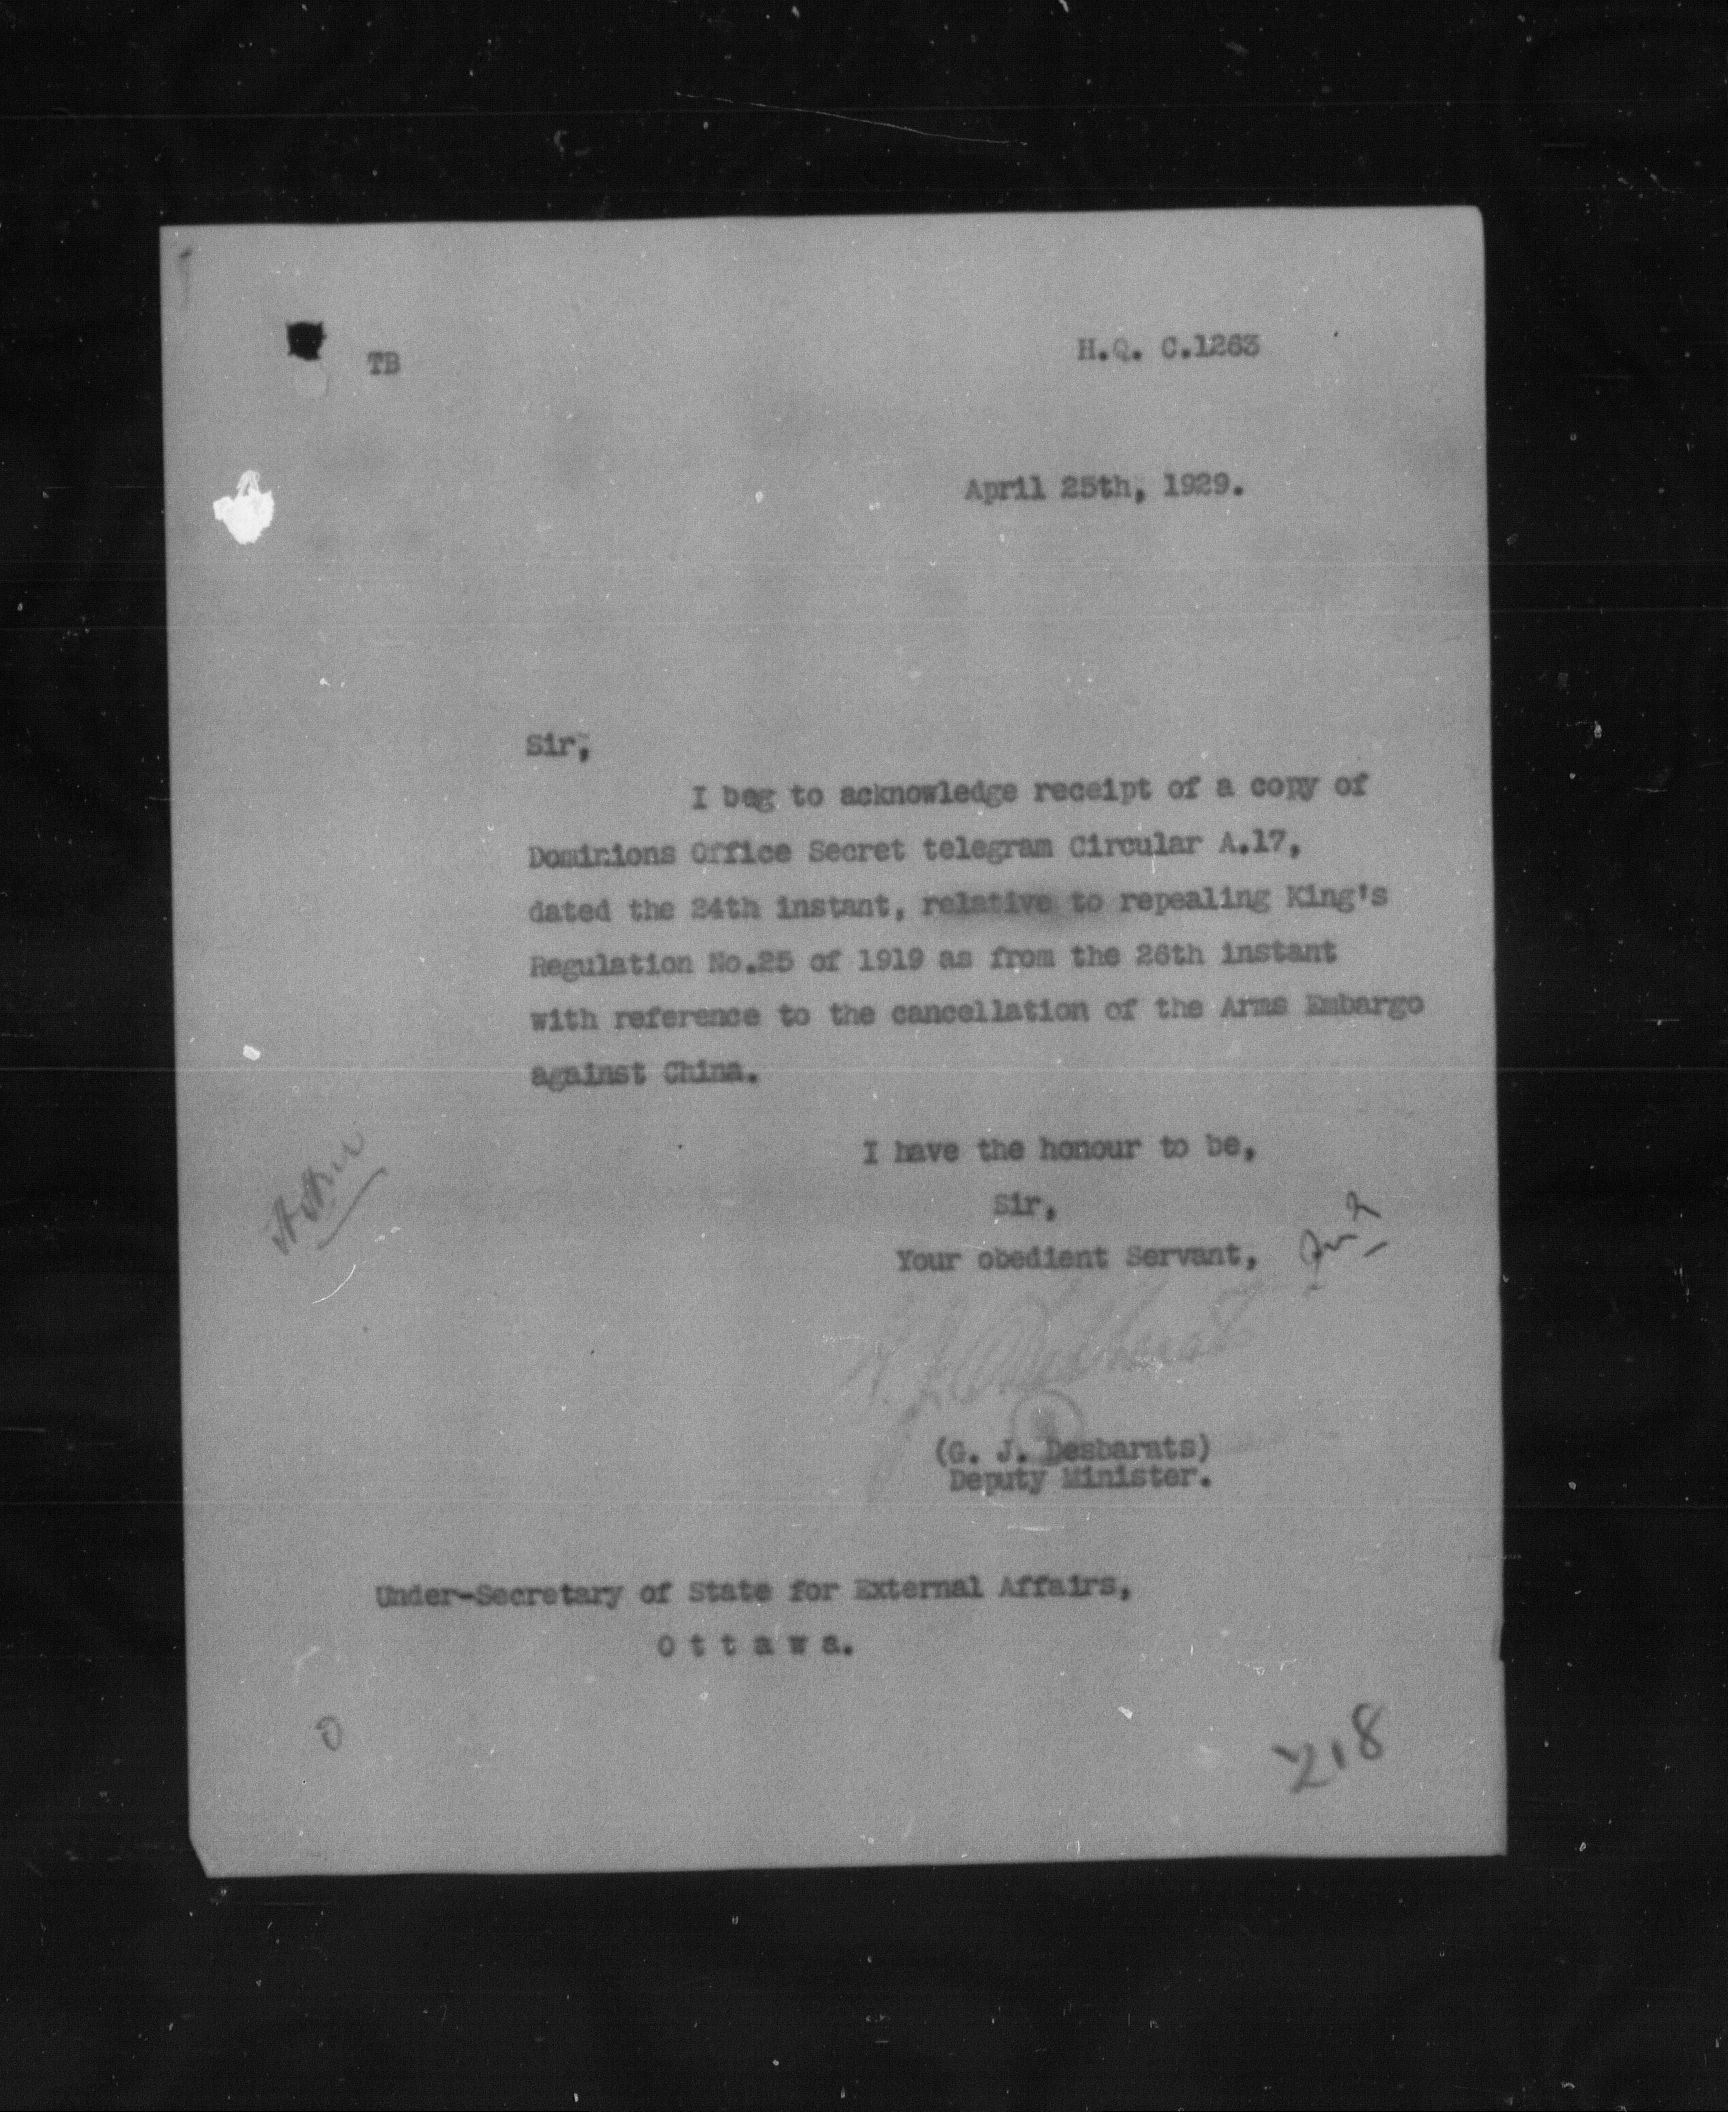 TB
H.Q. C.1263
April 25th, 1929.
Sir,
I beg to acknowledge receipt of a copy of
Dominions Office Secret telegram Circular A.17,
dated the 24th instant, relative to repealing King's
Regulation No.25 of 1919 as from the 26th instant
with reference to the cancellation of the Arms Embargo
against China.
I have the honour to be,
Sir,
Your obedient Servant,
(G. J. Desbarats)
Deputy Minister.
Under-Secretary of State for External Affairs,
O t t a w a.
218